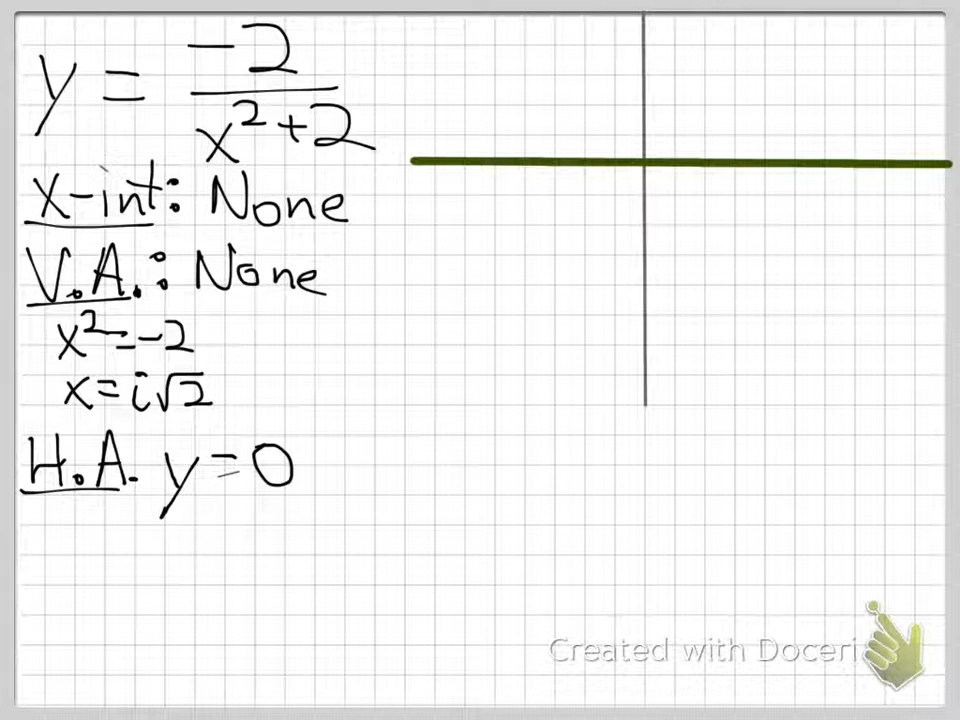 y = -2/(x²+2)
x-int: None
V.A.: None
x²=-2
x=i√2
H.A. y=0
Created with Doceri